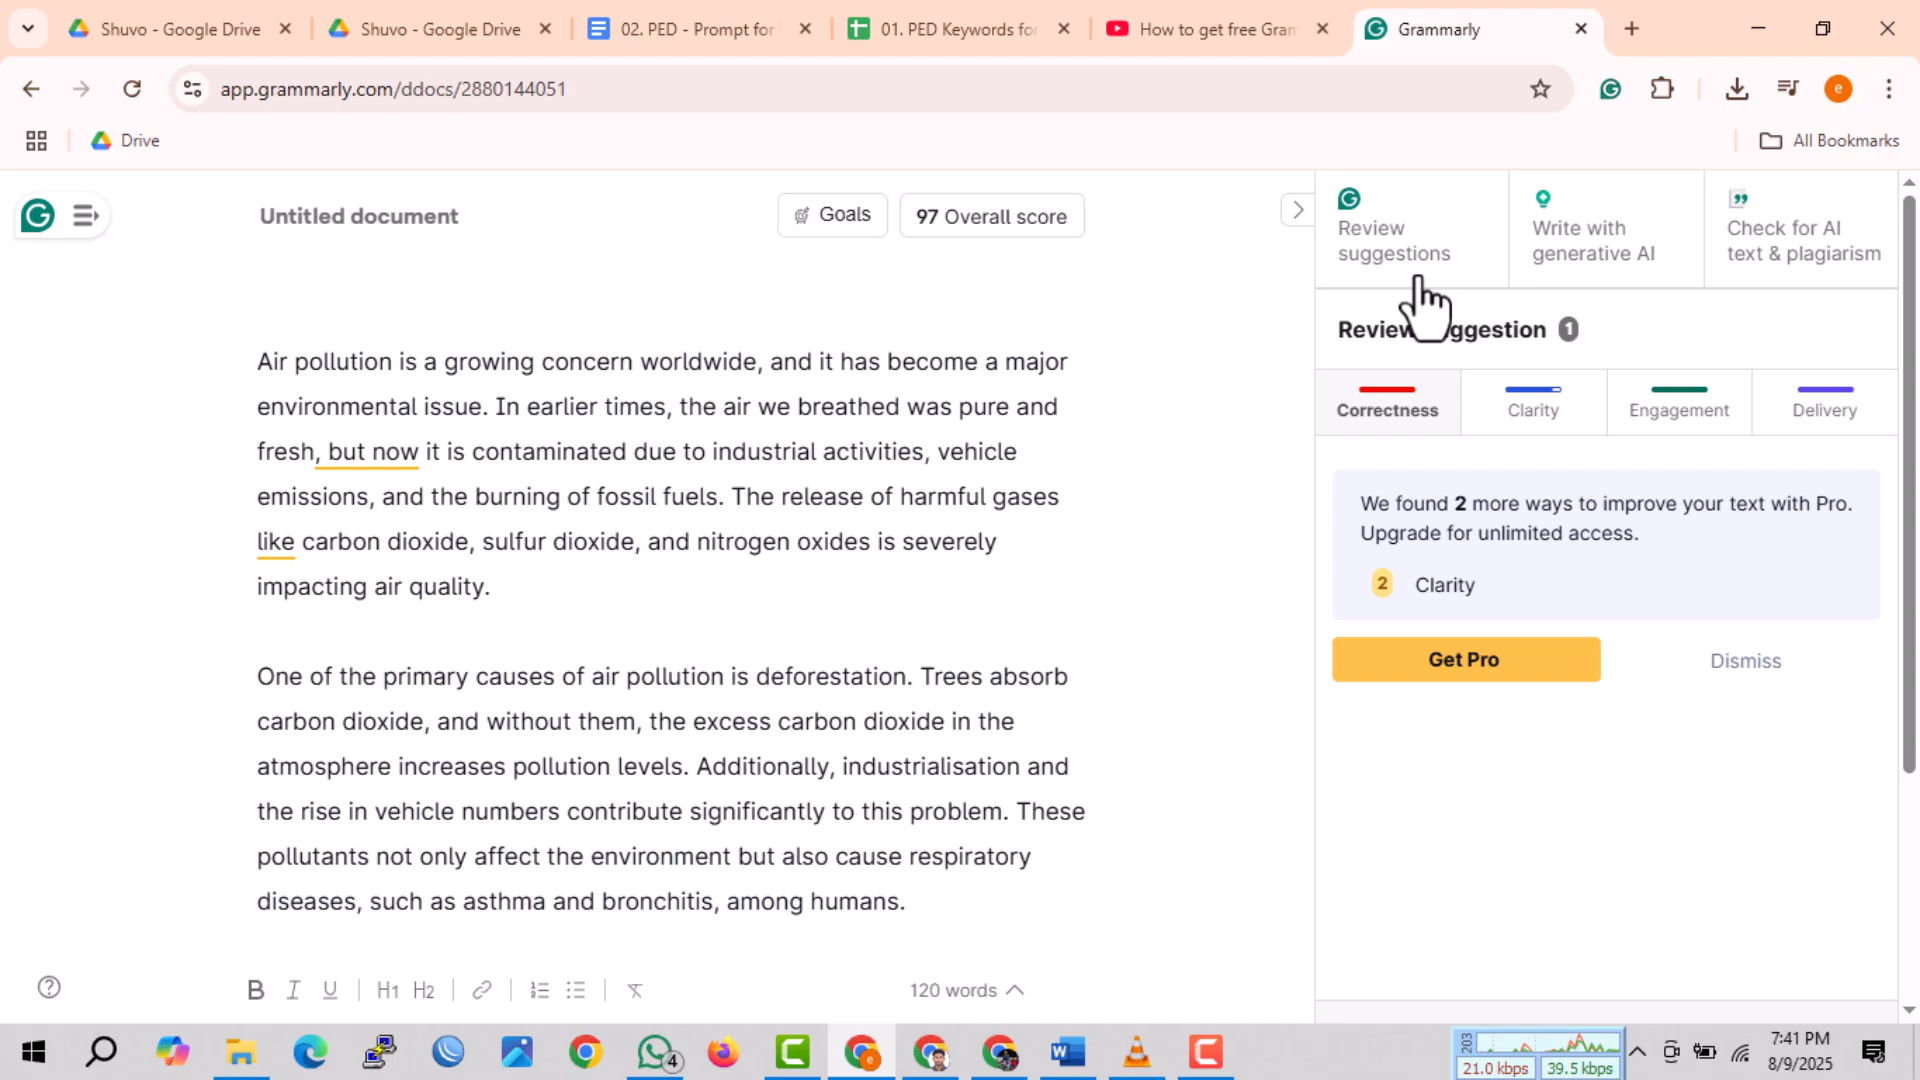 Shuvo - Google Drive
Shuvo - Google Drive
02. PED - Prompt for
01. PED Keywords for
How to get free Gram
Grammarly
app.grammarly.com/ddocs/2880144051
e
Drive
All Bookmarks
Untitled document
Goals
97 Overall score
Review suggestions
Write with generative AI
Check for AI text & plagiarism
Air pollution is a growing concern worldwide, and it has become a major
environmental issue. In earlier times, the air we breathed was pure and
fresh, but now it is contaminated due to industrial activities, vehicle
emissions, and the burning of fossil fuels. The release of harmful gases
like carbon dioxide, sulfur dioxide, and nitrogen oxides is severely
impacting air quality.
One of the primary causes of air pollution is deforestation. Trees absorb
carbon dioxide, and without them, the excess carbon dioxide in the
atmosphere increases pollution levels. Additionally, industrialisation and
the rise in vehicle numbers contribute significantly to this problem. These
pollutants not only affect the environment but also cause respiratory
diseases, such as asthma and bronchitis, among humans.
Review ggestion 1
Correctness
Clarity
Engagement
Delivery
We found 2 more ways to improve your text with Pro.
Upgrade for unlimited access.
2 Clarity
Get Pro
Dismiss
B I U H1 H2
120 words
4
203
21.0 kbps 39.5 kbps
7:41 PM
8/9/2025